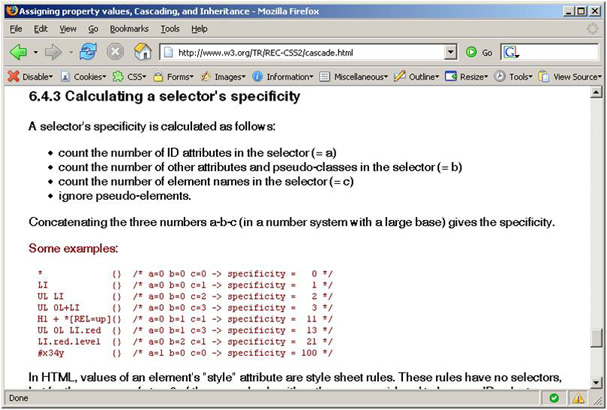 Assigning property values, Cascading, and Inheritance - Mozilla Firefox
File Edit View Go Bookmarks Tools Help
http://www.w3.org/TR/REC-CSS2/cascade.html Go G
Disable Cookies CSS Forms Images Information Miscellaneous Outline Resize Tools View Source
6.4.3 Calculating a selector's specificity
A selector's specificity is calculated as follows:
• count the number of ID attributes in the selector (= a)
• count the number of other attributes and pseudo-classes in the selector (= b)
• count the number of element names in the selector (= c)
• ignore pseudo-elements.
Concatenating the three numbers a-b-c (in a number system with a large base) gives the specificity.
Some examples:
* {} /* a=0 b=0 c=0 -> specificity = 0 */
LI {} /* a=0 b=0 c=1 -> specificity = 1 */
UL LI {} /* a=0 b=0 c=2 -> specificity = 2 */
UL OL+LI {} /* a=0 b=0 c=3 -> specificity = 3 */
H1 + *[REL=up]{} /* a=0 b=1 c=1 -> specificity = 11 */
UL OL LI.red {} /* a=0 b=1 c=3 -> specificity = 13 */
LI.red.level {} /* a=0 b=2 c=1 -> specificity = 21 */
#x34y {} /* a=1 b=0 c=0 -> specificity = 100 */
In HTML, values of an element's "style" attribute are style sheet rules. These rules have no selectors,
Done